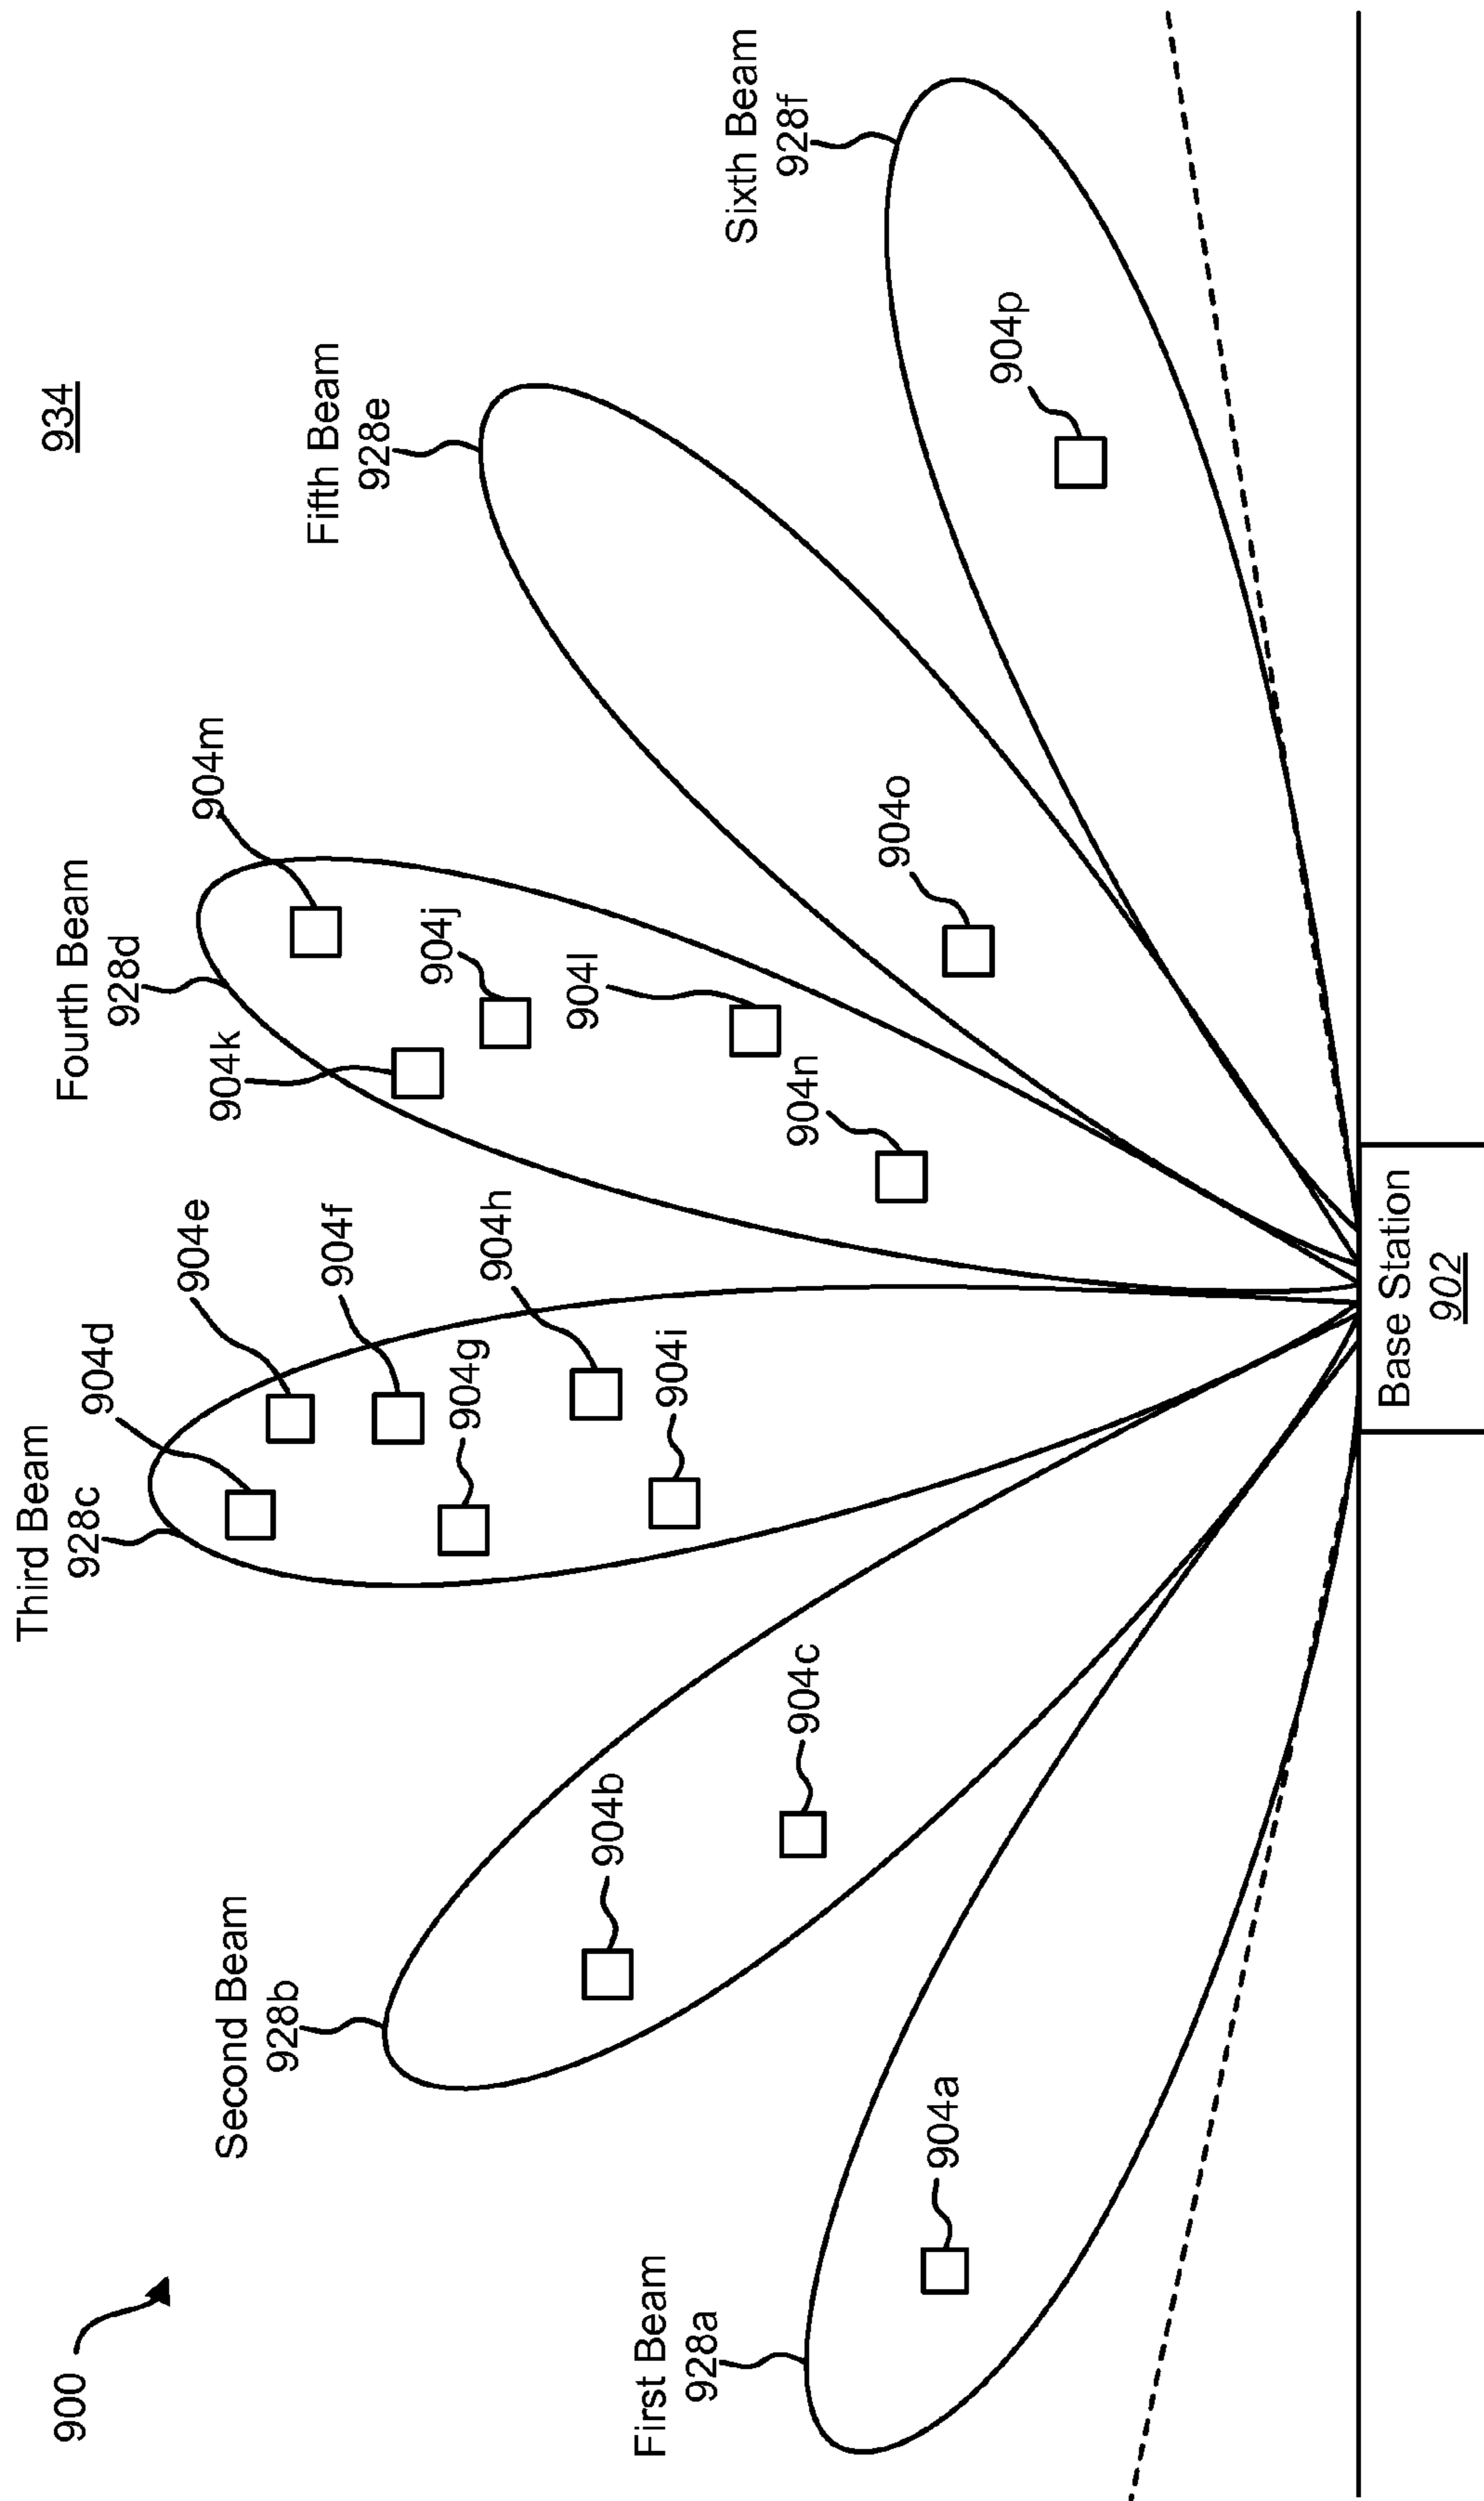 900
934
First Beam
928a
904a
Second Beam
928b
904b
904c
Third Beam
928c
904d
904e
904f
904g
904h
904i
Fourth Beam
928d
904k
904m
904j
904l
904n
Fifth Beam
928e
904o
Sixth Beam
928f
904p
Base Station
902